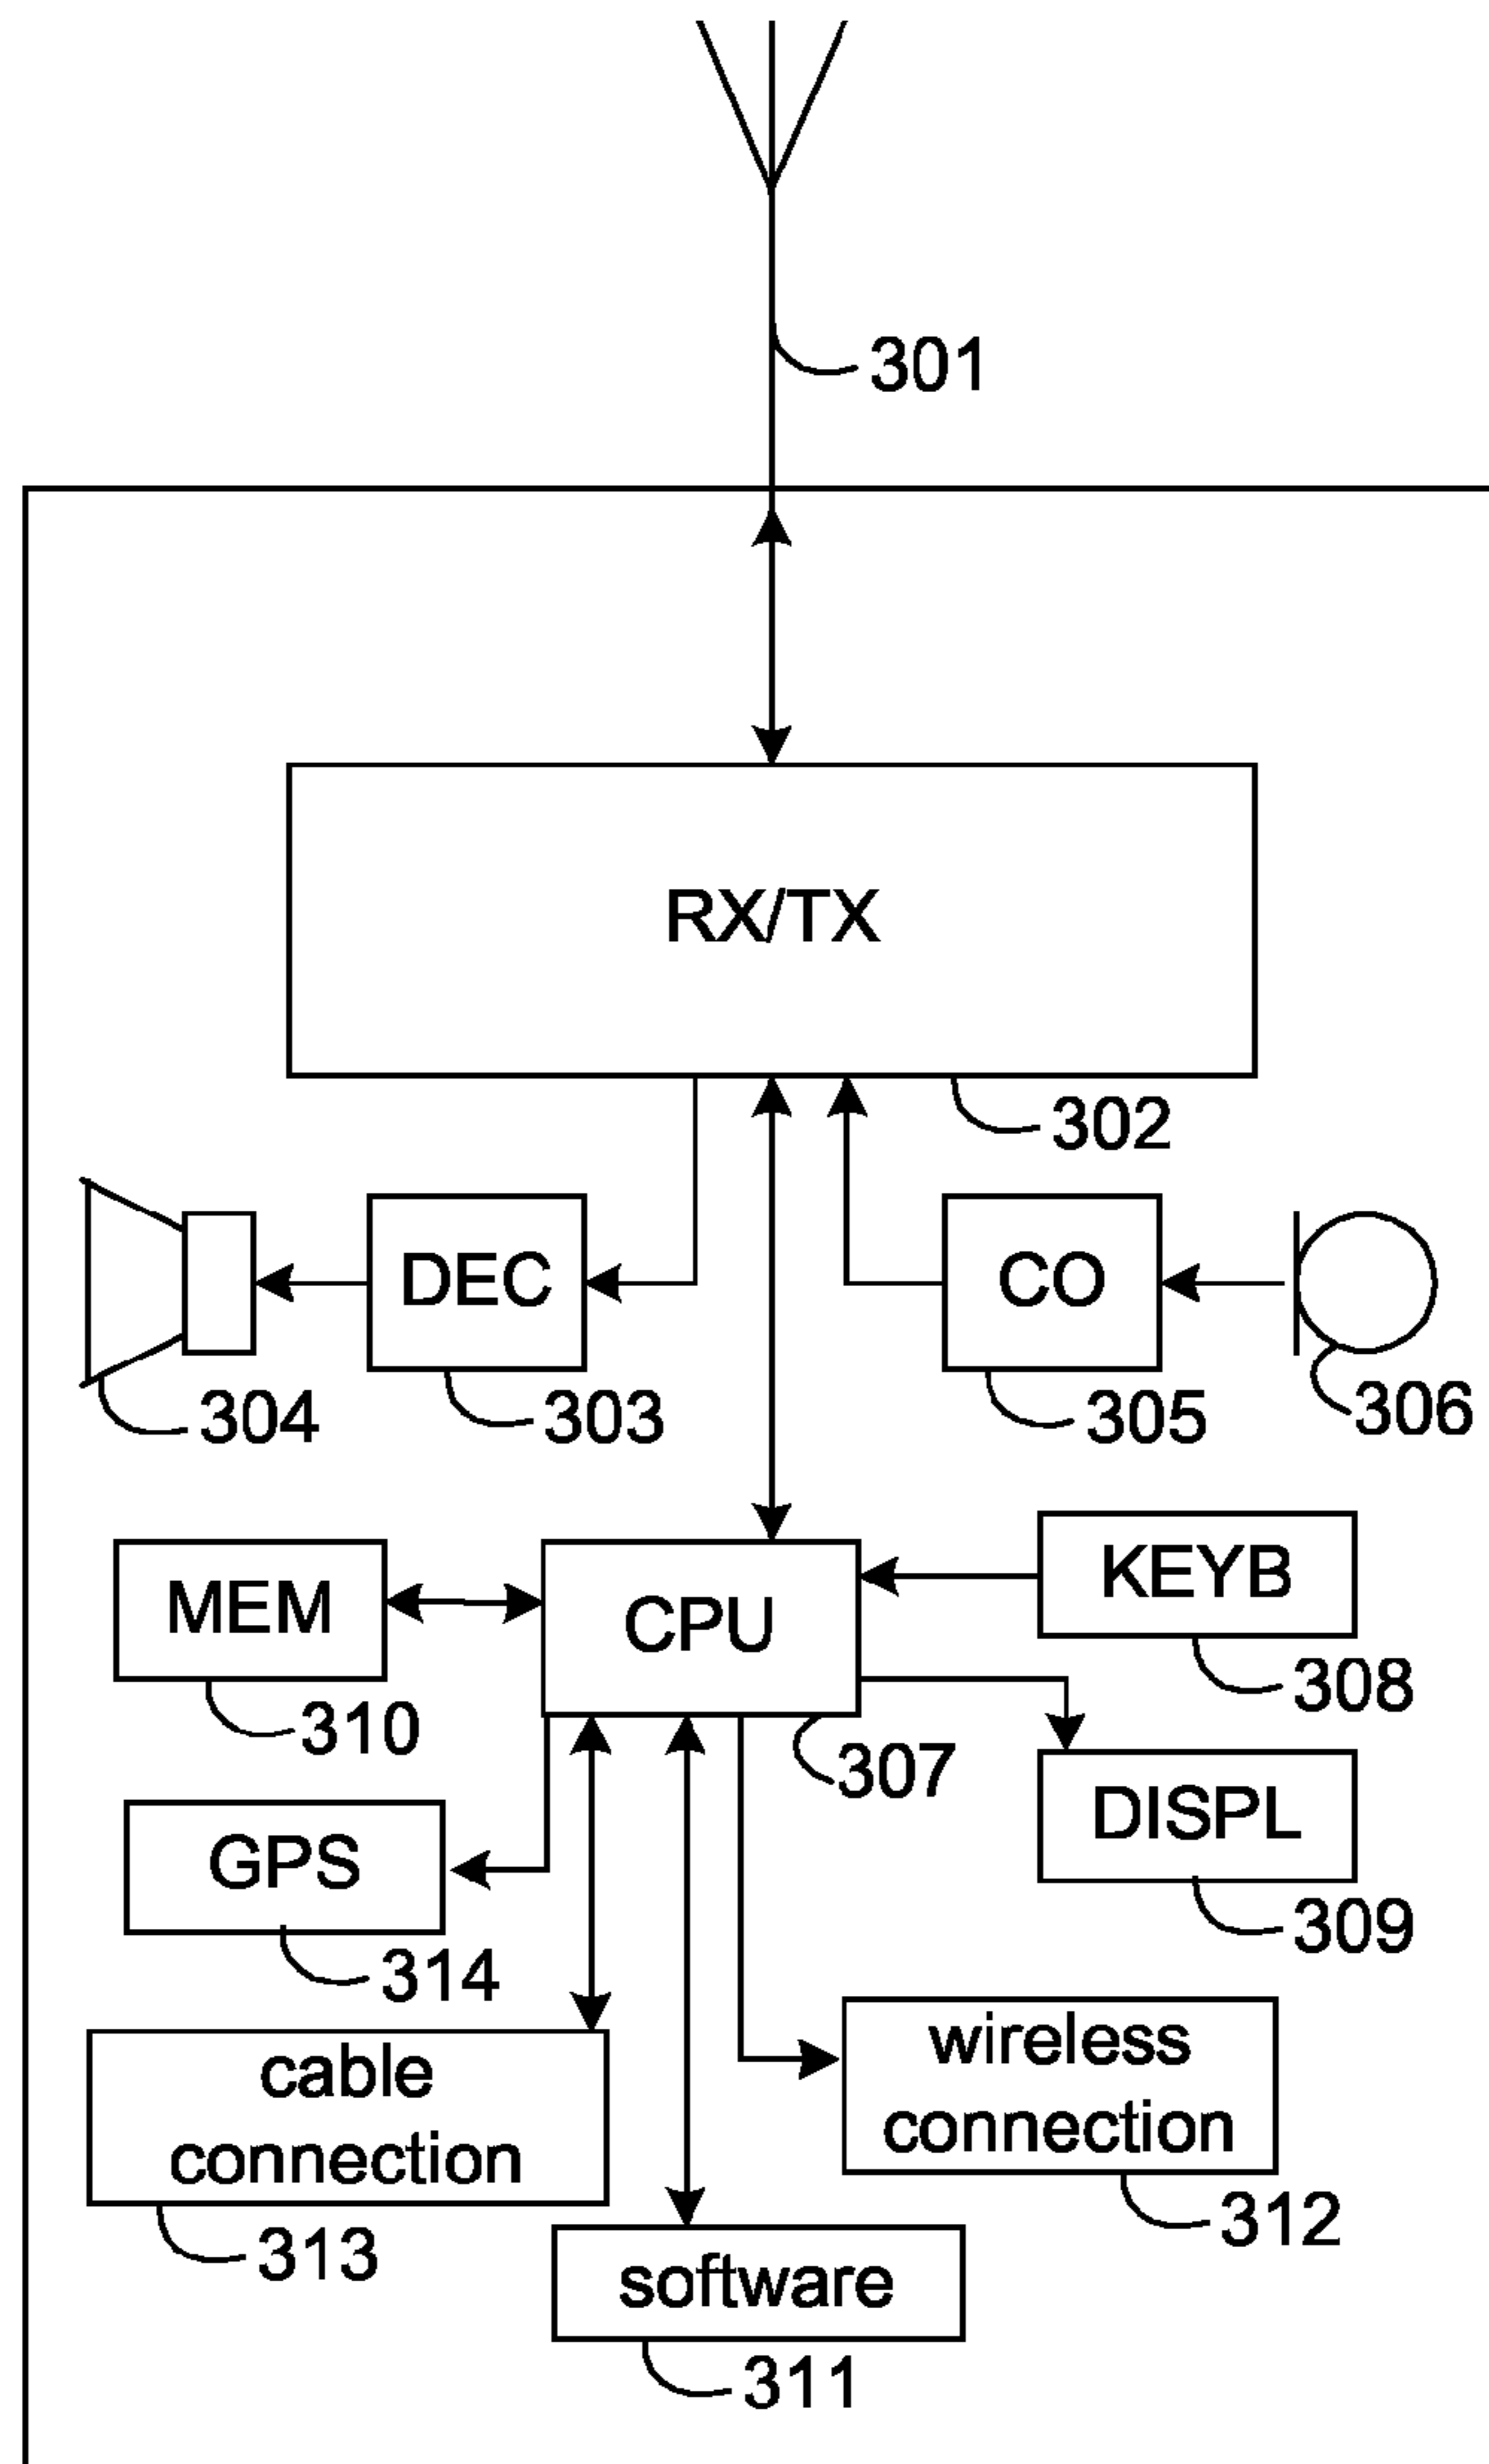 301
RX/TX
302
DEC
CO
304
303
305
306
MEM
CPU
KEYB
310
307
308
GPS
DISPL
314
309
cable
connection
wireless
connection
313
312
software
311